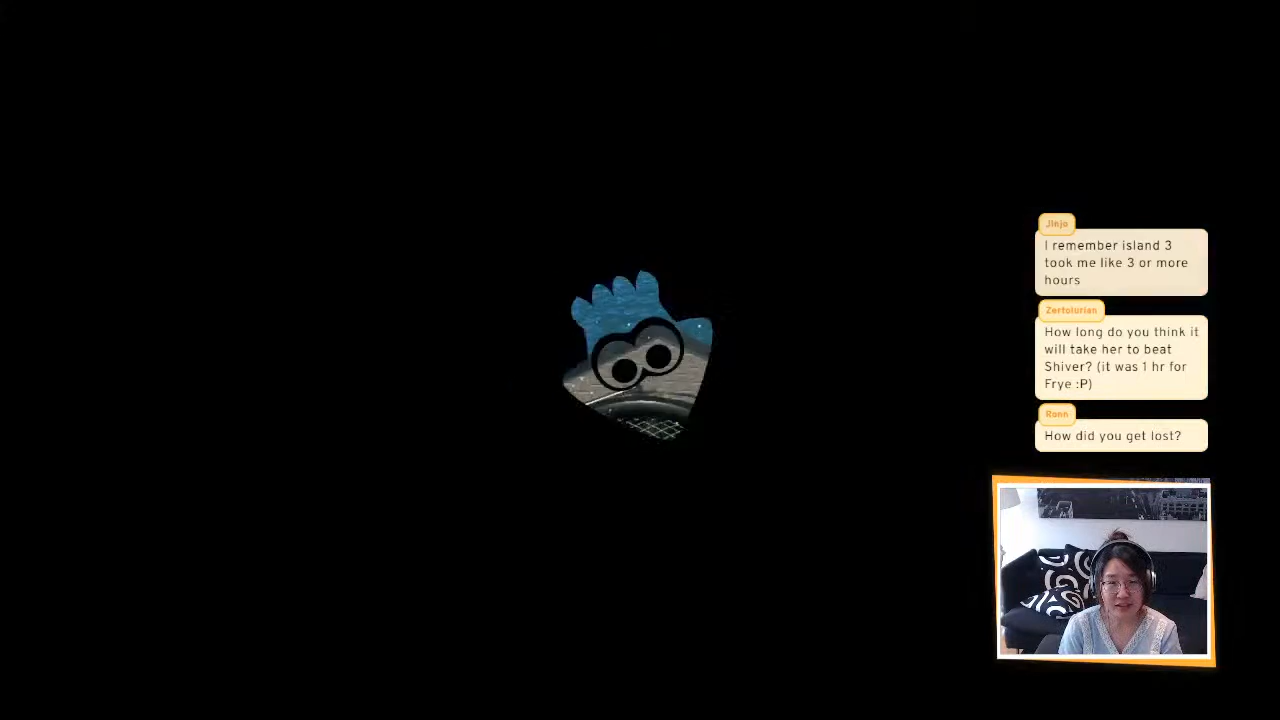 Jinjo
I remember island 3
took me like 3 or more
hours
Zertolurian
How long do you think it
will take her to beat
Shiver? (it was 1 hr for
Frye :P)
Ronn
How did you get lost?